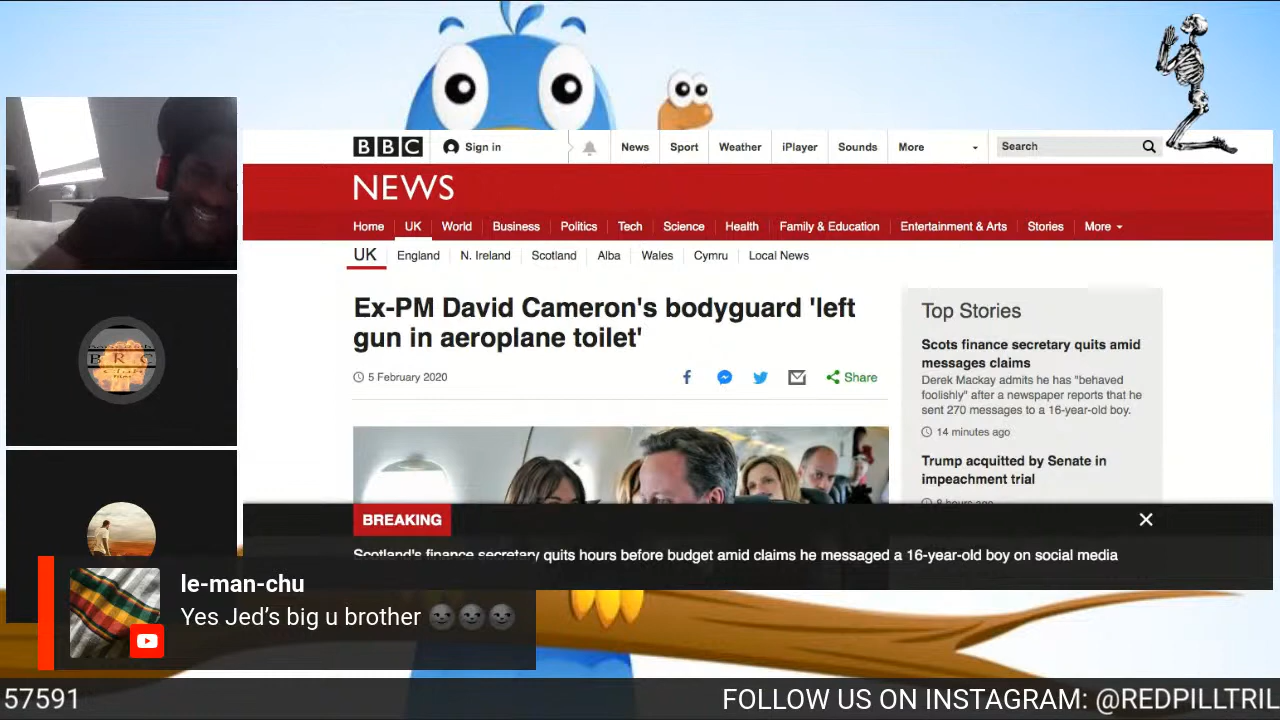 BBC Sign in News Sport Weather iPlayer Sounds More Search
NEWS
Home UK World Business Politics Tech Science Health Family & Education Entertainment & Arts Stories More
UK England N. Ireland Scotland Alba Wales Cymru Local News
Ex-PM David Cameron's bodyguard 'left
gun in aeroplane toilet'
5 February 2020
Share
Top Stories
Scots finance secretary quits amid
messages claims
Derek Mackay admits he has "behaved
foolishly" after a newspaper reports that he
sent 270 messages to a 16-year-old boy.
14 minutes ago
Trump acquitted by Senate in
impeachment trial
8 hours ago
BREAKING
Scotland's finance secretary quits hours before budget amid claims he messaged a 16-year-old boy on social media
B R C
le-man-chu
Yes Jed’s big u brother 🌚🌚🌚
57591
FOLLOW US ON INSTAGRAM: @REDPILLTRIL